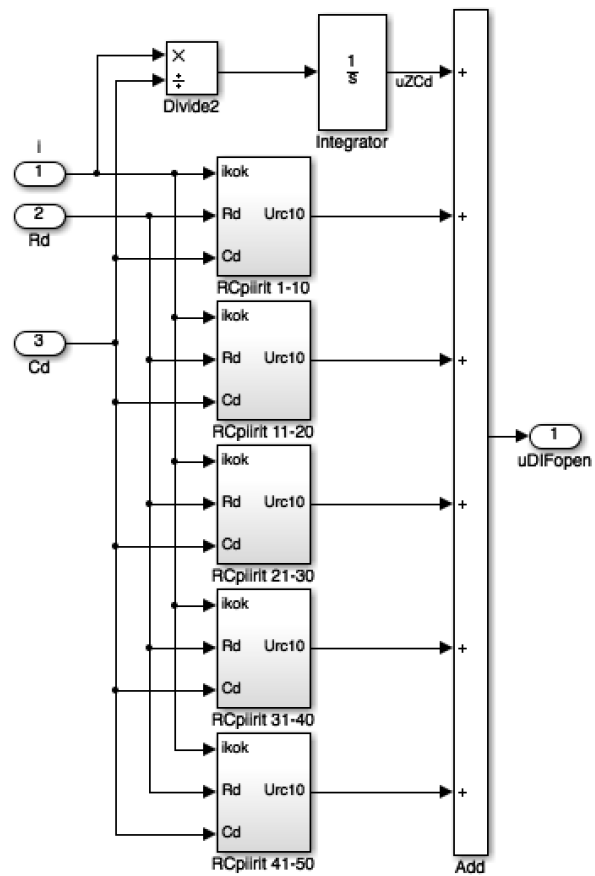 ×
÷
Divide2
1
s
Integrator
uZCd
+
i
1
2
Rd
3
Cd
ikok
Rd Urc10
Cd
RCpiirit 1-10
+
ikok
Rd Urc10
Cd
RCpiirit 11-20
+
ikok
Rd Urc10
Cd
RCpiirit 21-30
+
ikok
Rd Urc10
Cd
RCpiirit 31-40
+
ikok
Rd Urc10
Cd
RCpiirit 41-50
+
Add
1
uDIFopen